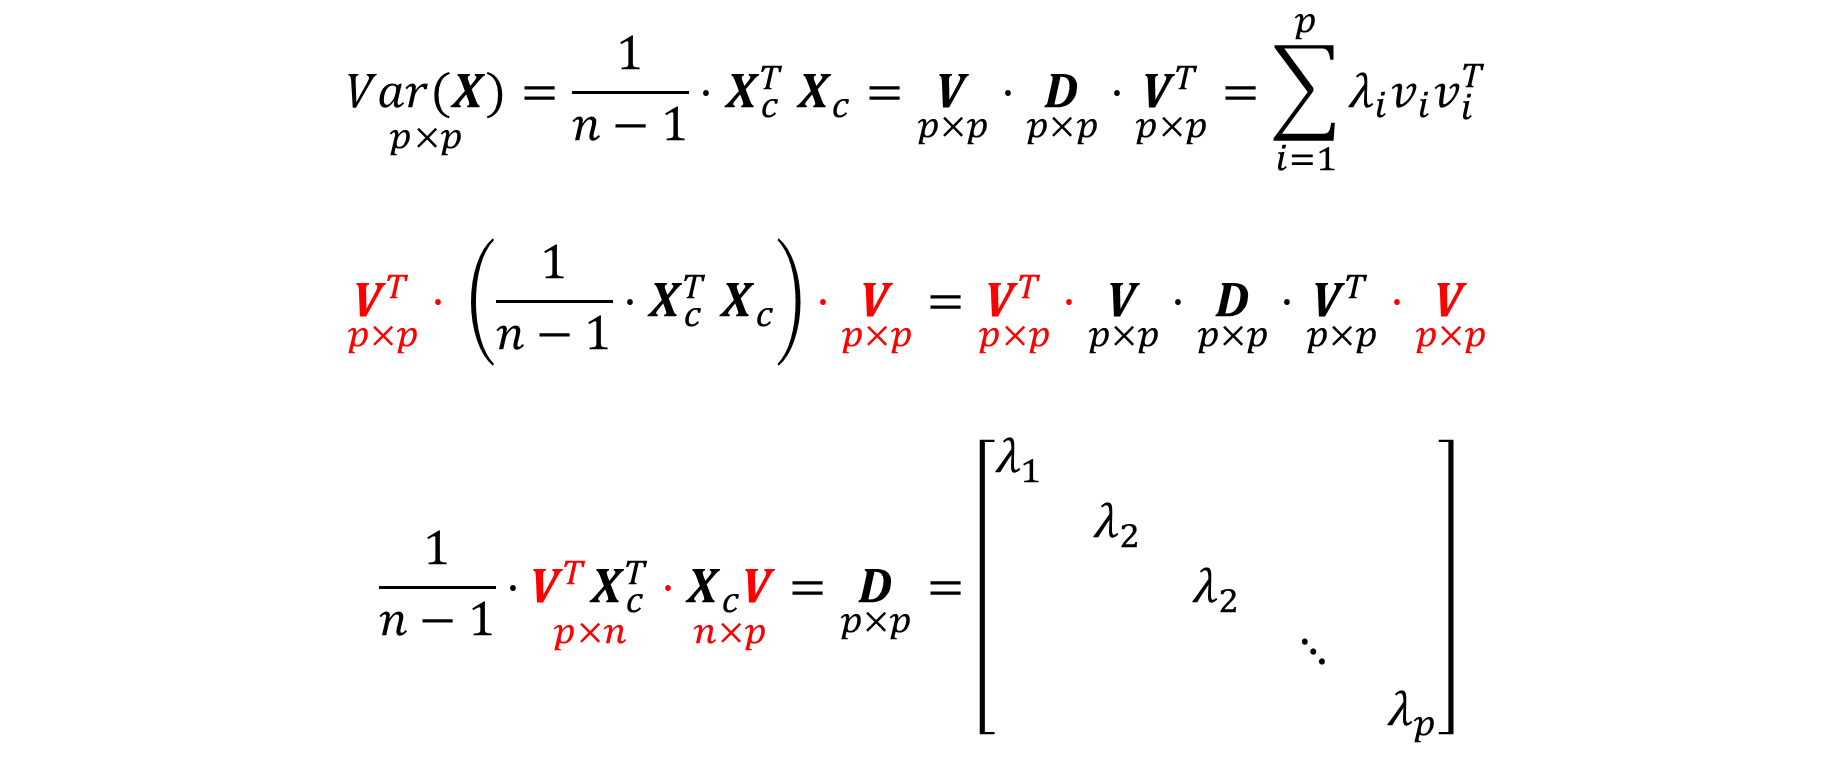 Var(X) = 1/(n − 1) · X_c^T X_c = V · D · V^T = ∑_{i=1}^{p} λ_i v_i v_i^T
p×p p×p p×p p×p
V^T · (1/(n − 1) · X_c^T X_c) · V = V^T · V · D · V^T · V
p×p p×p p×p p×p p×p p×p p×p
1/(n − 1) · V^T X_c^T · X_c V = D = [λ_1 λ_2 λ_2 ⋱ λ_p]
p×n n×p p×p